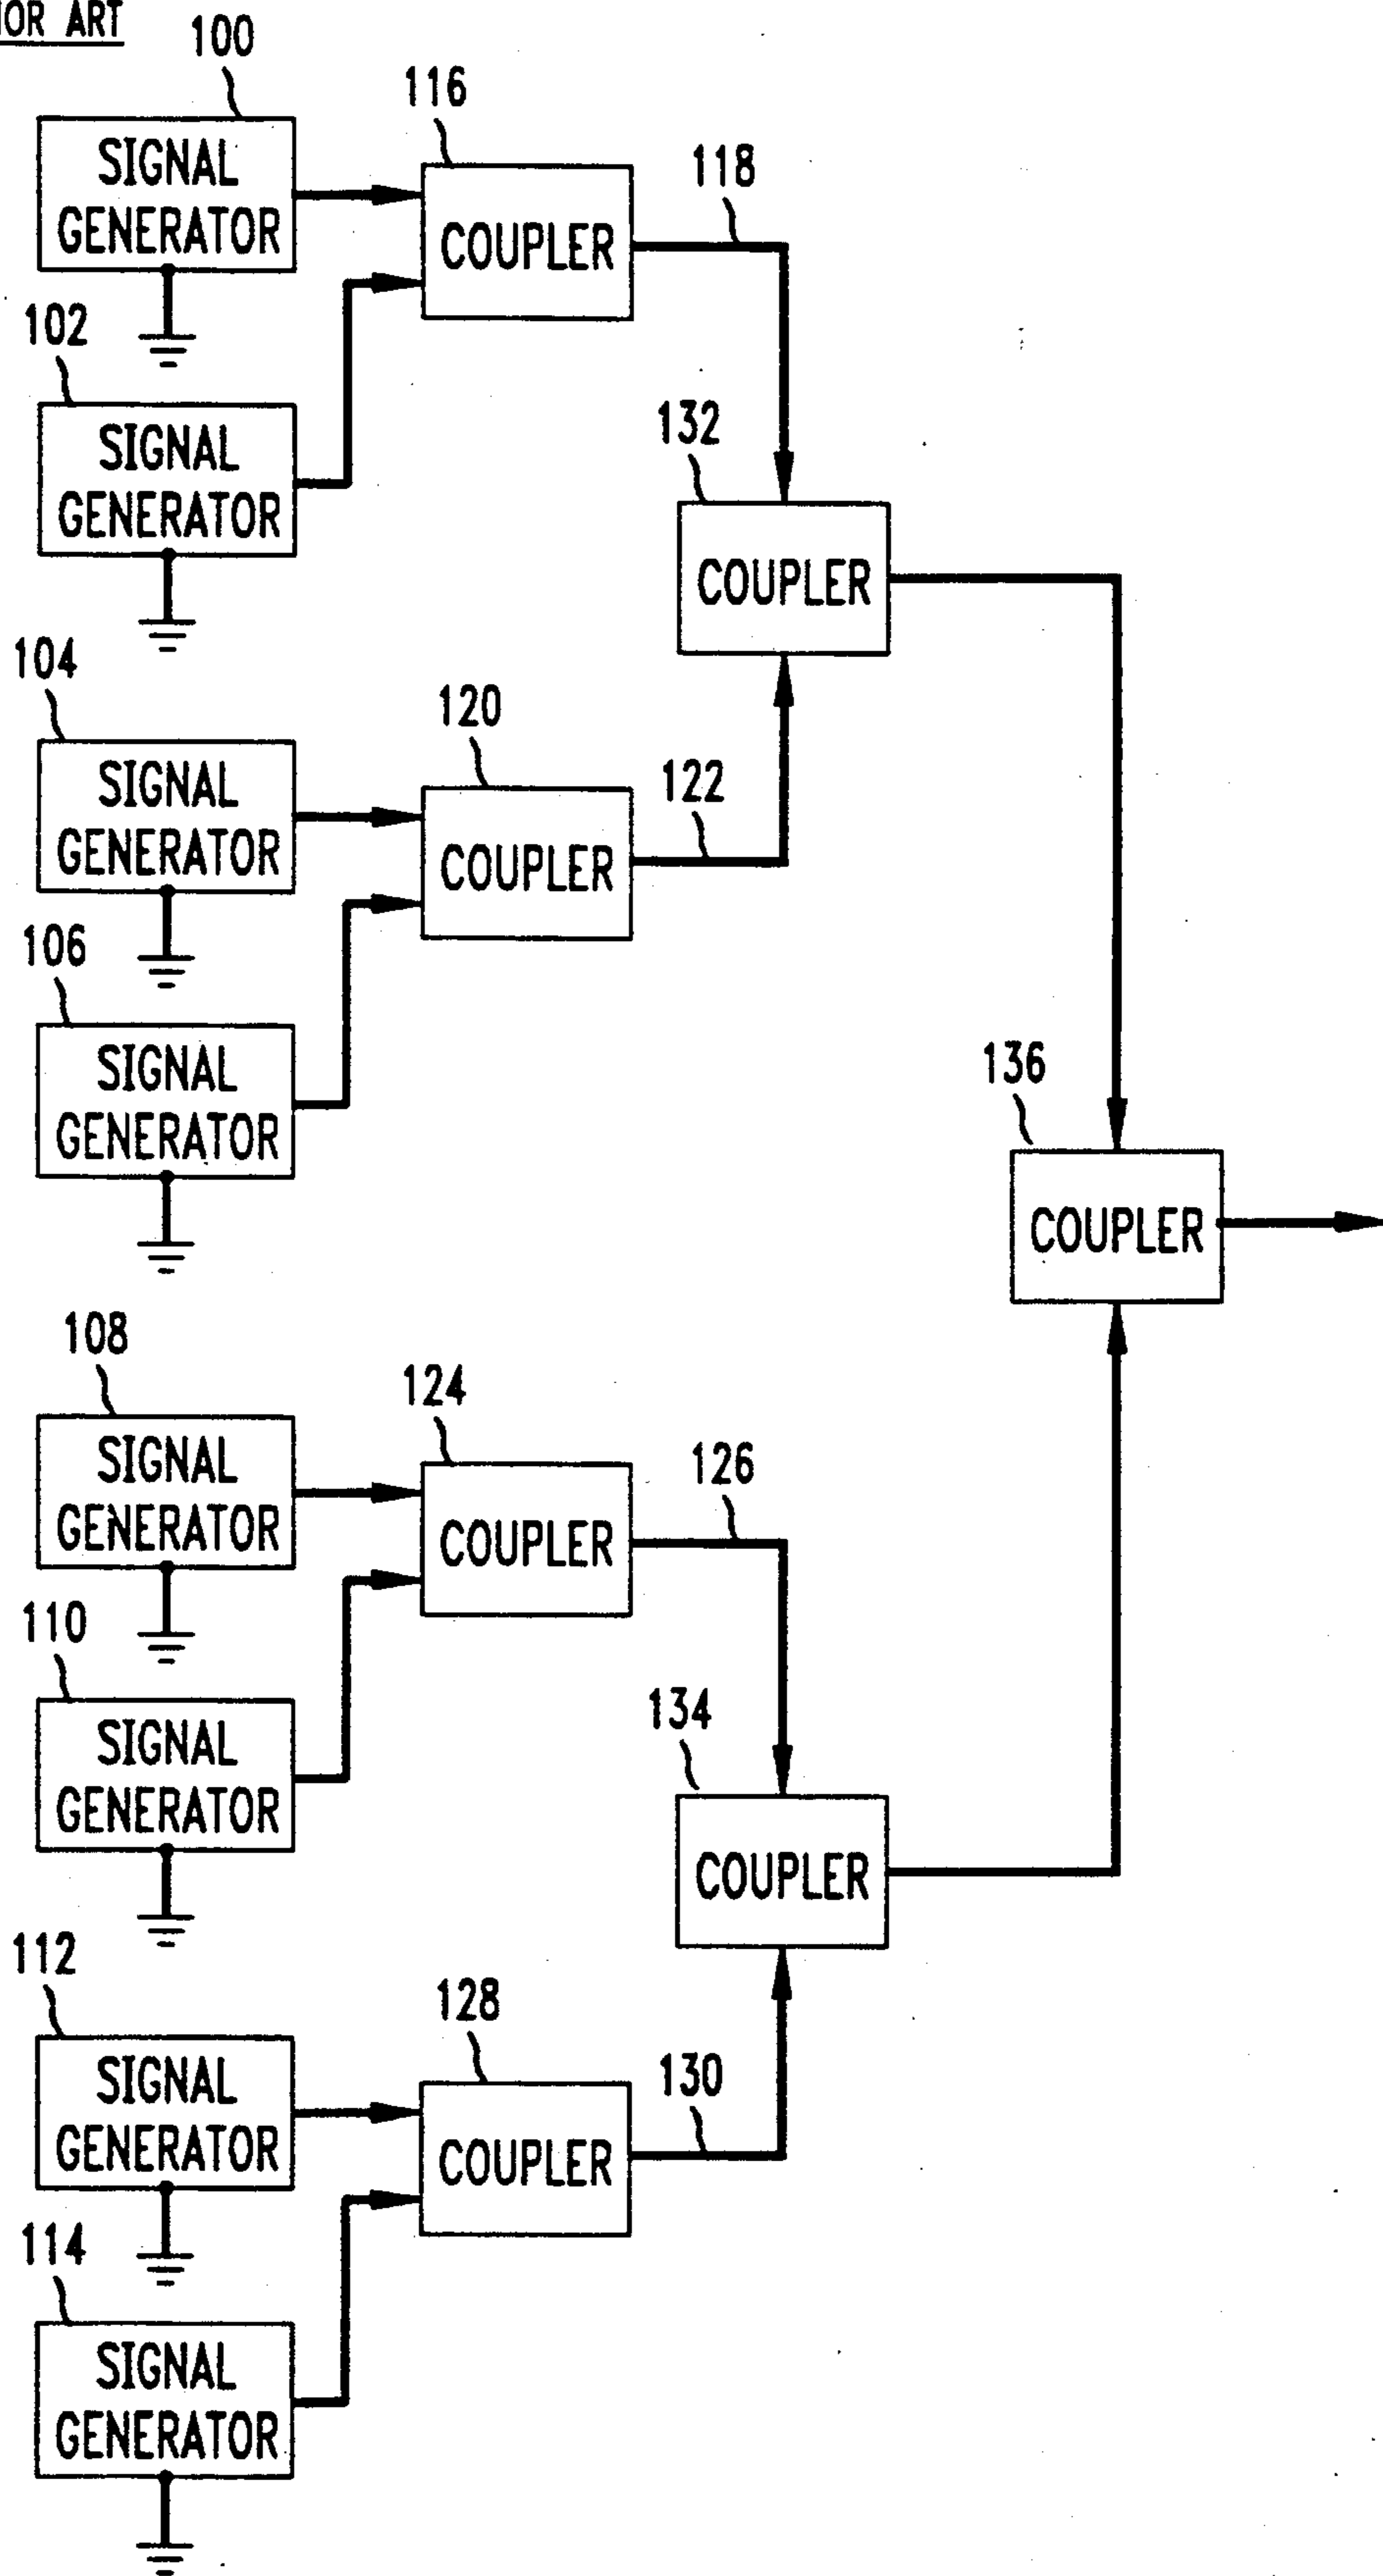 ART
100
SIGNAL
GENERATOR
116
COUPLER
118
102
SIGNAL
GENERATOR
132
COUPLER
104
SIGNAL
GENERATOR
120
COUPLER
122
106
SIGNAL
GENERATOR
136
COUPLER
108
SIGNAL
GENERATOR
124
COUPLER
126
110
SIGNAL
GENERATOR
134
COUPLER
112
SIGNAL
GENERATOR
128
COUPLER
130
114
SIGNAL
GENERATOR